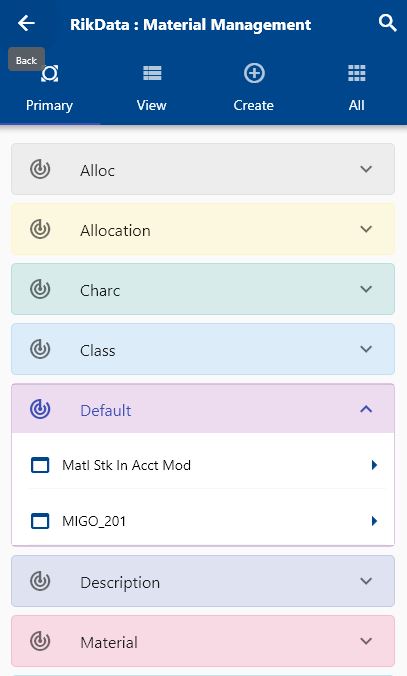 RikData : Material Management
Back
Primary
View
Create
All
Alloc
Allocation
Charc
Class
Default
Matl Stk In Acct Mod
MIGO_201
Description
Material